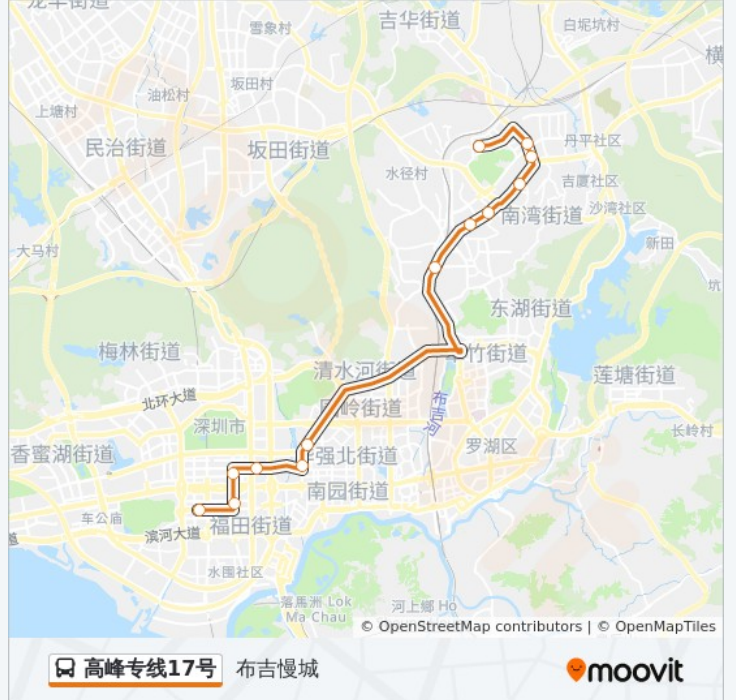 龙华街道
吉华街道
雪象村
白坭坑村
横
坂田村
油松村
上塘村
民治街道
坂田街道
丹平社区
水径村
吉厦社区
南湾街道
沙湾社区
新田
大马村
坑
东湖街道
梅林街道
竹街道
清水河街道
莲塘街道
北环大道
园岭街道
布吉河
深圳市
长岭村
罗湖区
香蜜湖街道
华强北街道
南园街道
车公庙
福田街道
滨河大道
道
水围社区
落馬洲 Lok
Ma Chau
河上鄉 Ho
© OpenStreetMap contributors | © OpenMapTiles
高峰专线17号 布吉慢城
moovit